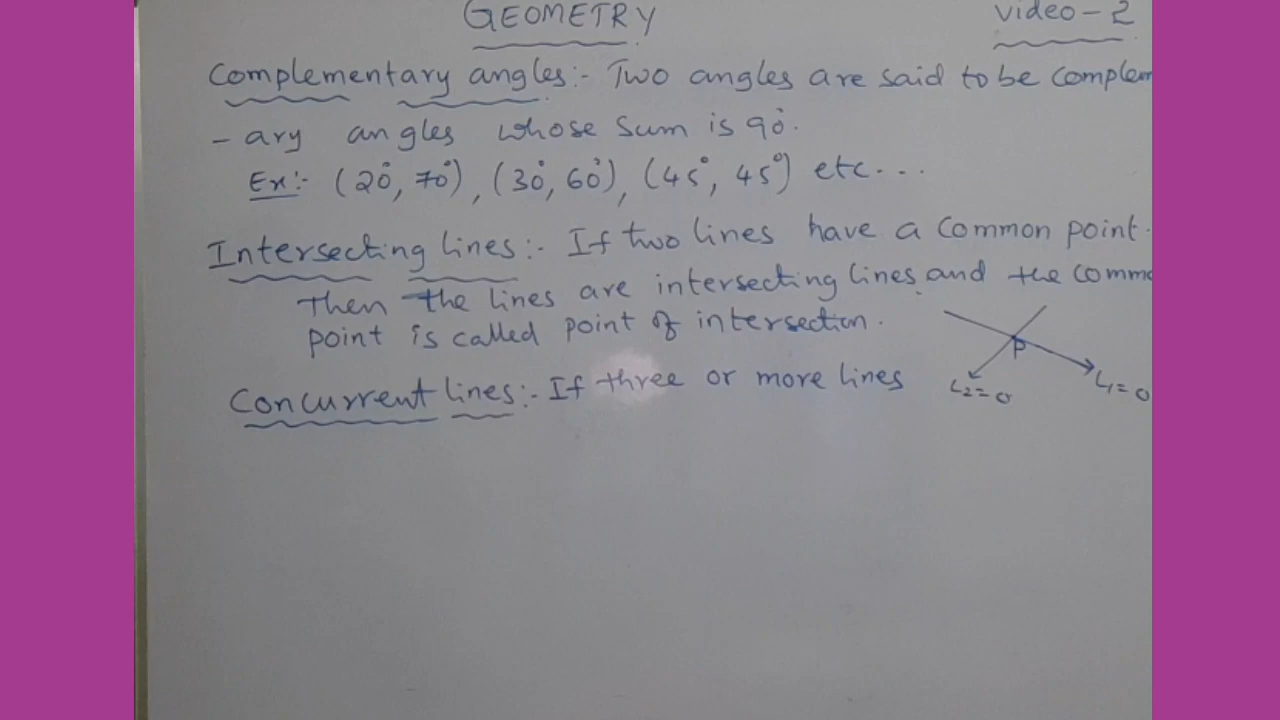 GEOMETRY
video-2
Complementary angles:- Two angles are said to be Complem
-ary angles whose sum is 90°.
Ex:- (20°, 70°), (30°, 60°), (45°, 45°) etc...
Intersecting lines:- If two lines have a common point.
Then the lines are intersecting lines and the commo
point is called point of intersection.
P
L2=0
L1=0
Concurrent lines:- If three or more lines